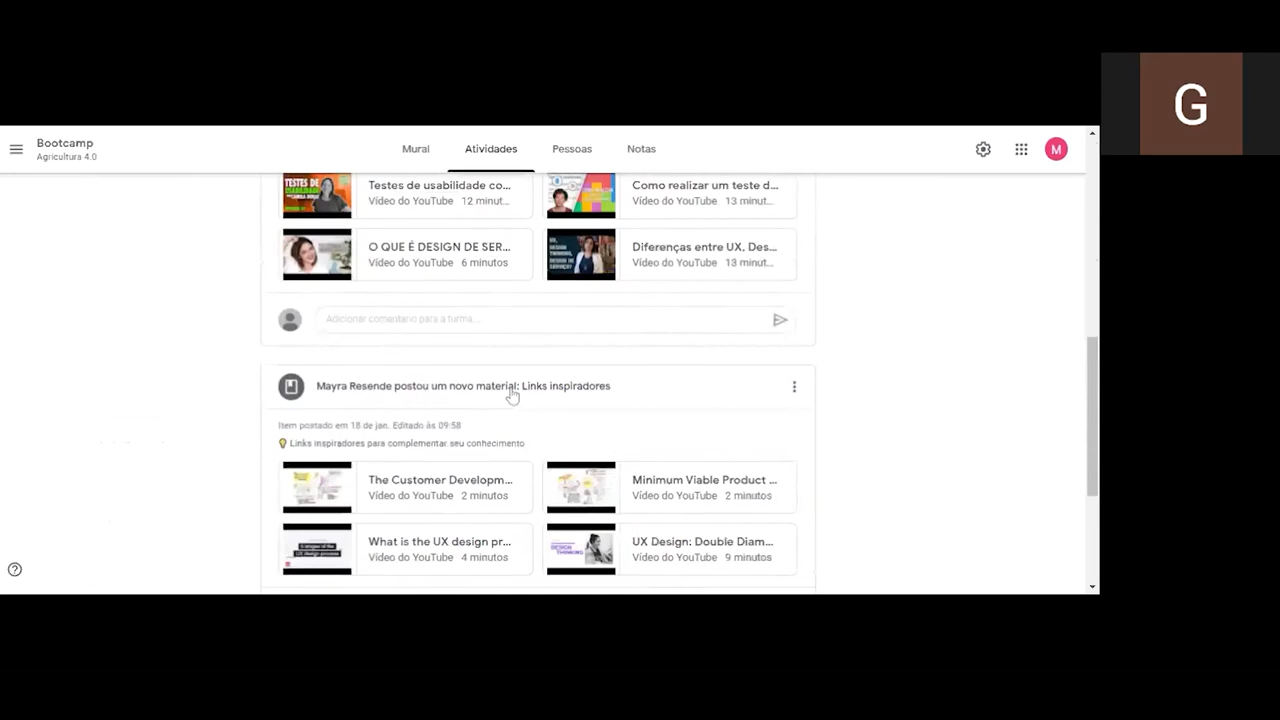 G
Bootcamp
Agricultura 4.0
Mural
Atividades
Pessoas
Notas
M
TESTES DE
USABILIDADE
Testes de usabilidade co...
Vídeo do YouTube 12 minut...
Como realizar um teste d...
Vídeo do YouTube 13 minut...
O QUE É DESIGN DE SER...
Vídeo do YouTube 6 minutos
Diferenças entre UX, Des...
Vídeo do YouTube 13 minut...
Adicionar comentário para a turma...
Mayra Resende postou um novo material: Links inspiradores
Item postado em 18 de jan. Editado às 09:58
Links inspiradores para complementar seu conhecimento
The Customer Developm...
Vídeo do YouTube 2 minutos
Minimum Viable Product ...
Vídeo do YouTube 2 minutos
What is the UX design pr...
Vídeo do YouTube 4 minutos
DESIGN
THINKING
UX Design: Double Diam...
Vídeo do YouTube 9 minutos